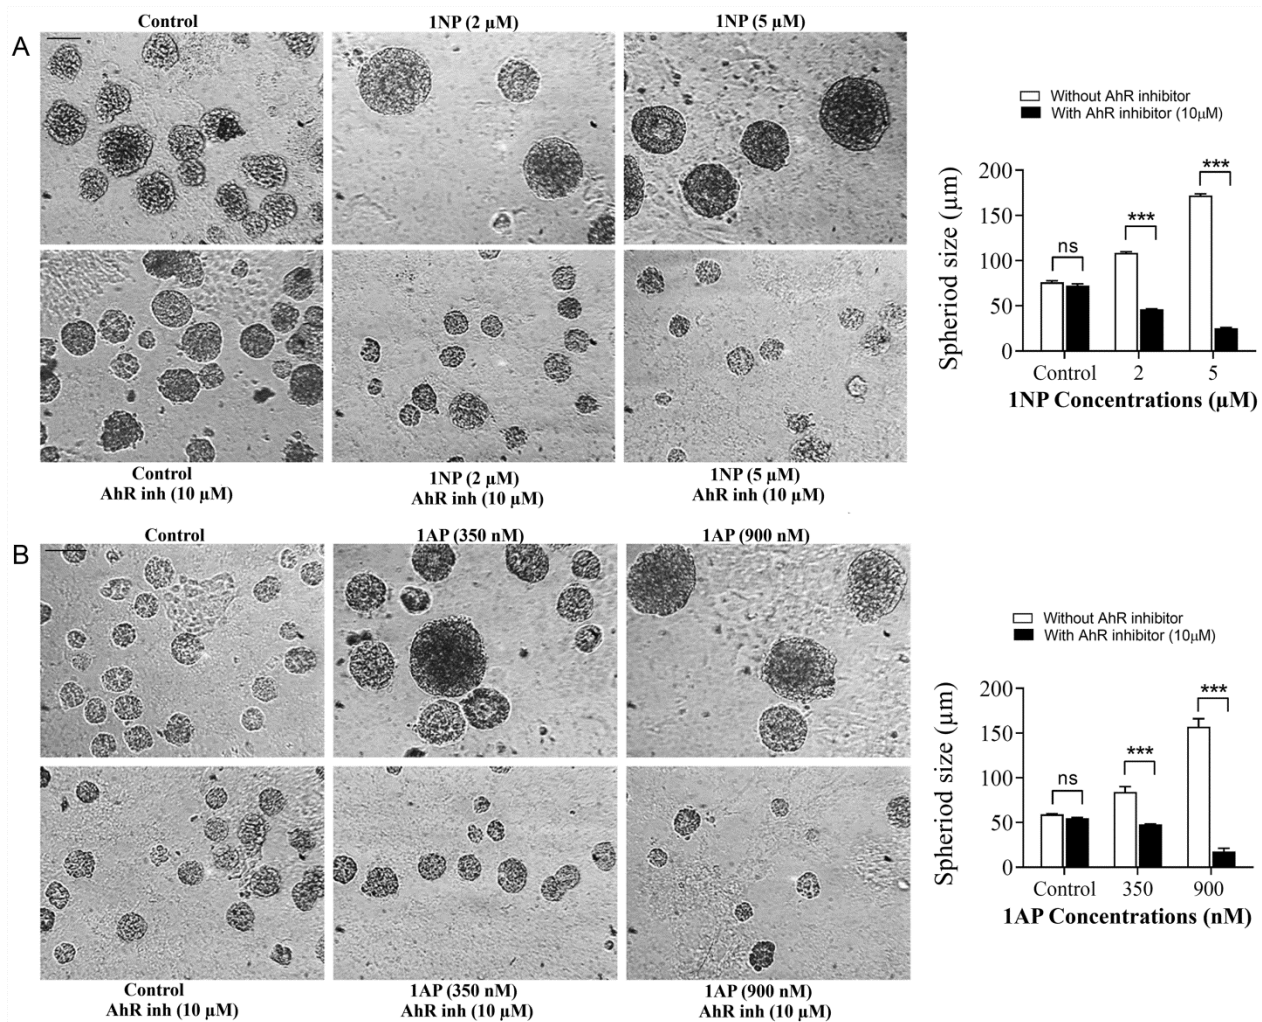 A
Control
1NP (2 µM)
1NP (5 µM)
Control
AhR inh (10 µM)
1NP (2 µM)
AhR inh (10 µM)
1NP (5 µM)
AhR inh (10 µM)
Without AhR inhibitor
With AhR inhibitor (10µM)
Spheriod size (µm)
200
150
100
50
0
ns
***
***
Control
2
5
1NP Concentrations (µM)
B
Control
1AP (350 nM)
1AP (900 nM)
Control
AhR inh (10 µM)
1AP (350 nM)
AhR inh (10 µM)
1AP (900 nM)
AhR inh (10 µM)
Without AhR inhibitor
With AhR inhibitor (10µM)
Spheriod size (µm)
200
150
100
50
0
ns
***
***
Control
350
900
1AP Concentrations (nM)